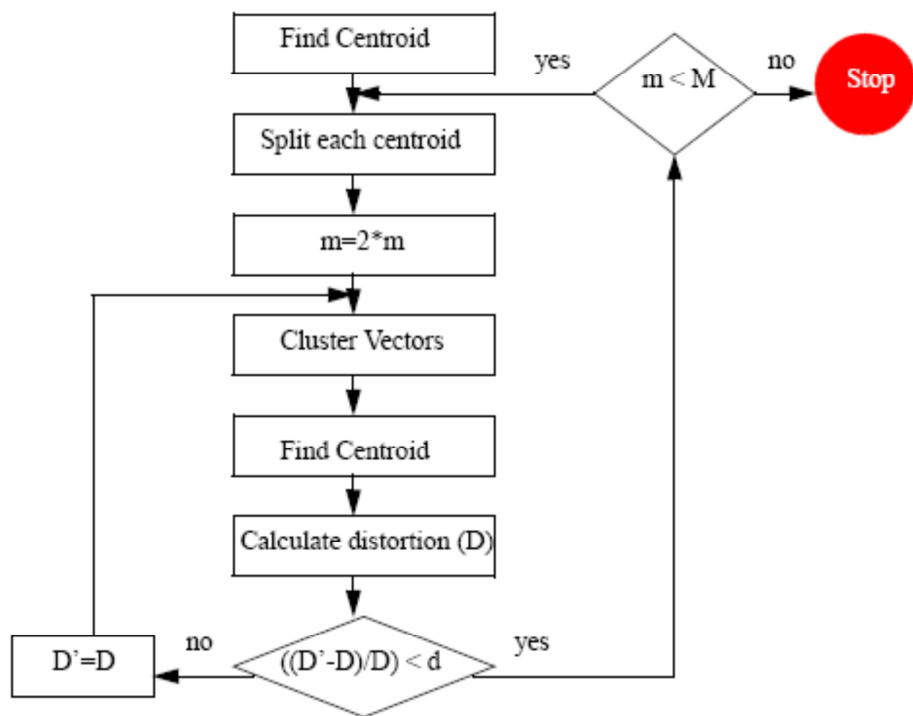 Find Centroid
yes
m < M
no
Stop
Split each centroid
m=2*m
Cluster Vectors
Find Centroid
Calculate distortion (D)
D’=D
no
((D’-D)/D) < d
yes